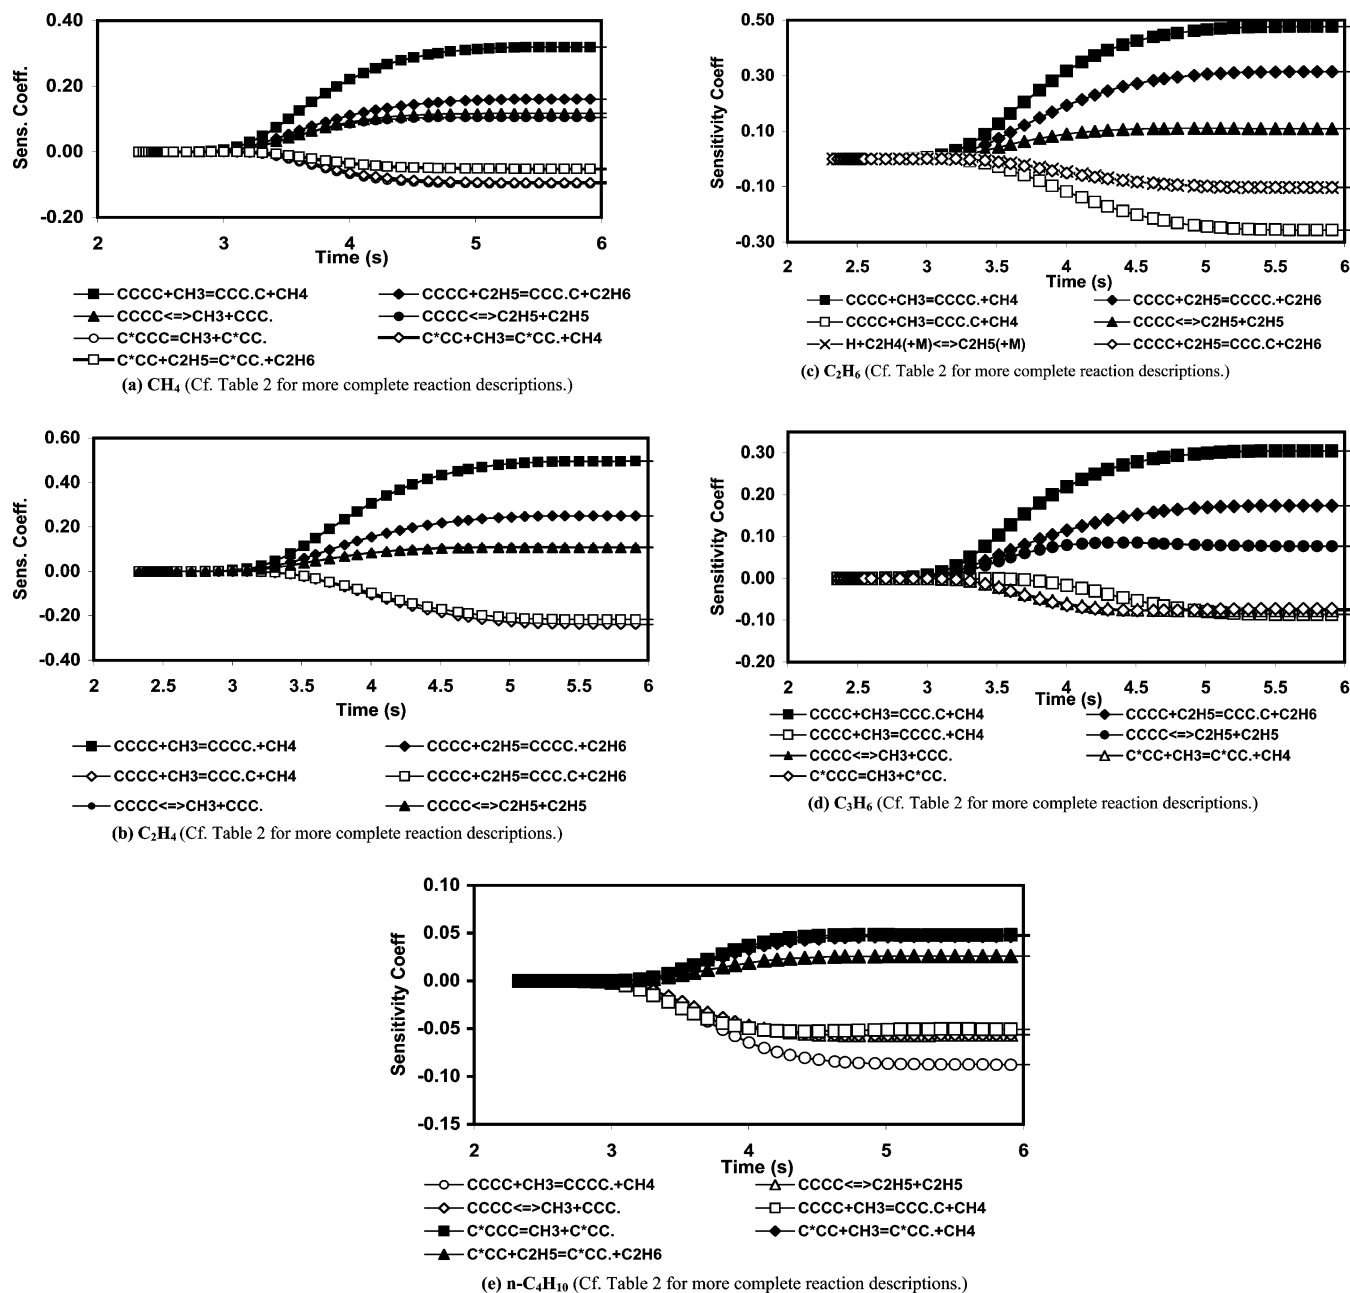 0.40
0.20
0.00
-0.20
Sens. Coeff.
2 3 4 5 6
Time (s)
CCCC+CH3=CCC.C+CH4 CCCC+C2H5=CCC.C+C2H6
CCCC<=>CH3+CCC. CCCC<=>C2H5+C2H5
C*CCC=CH3+C*CC. C*CC+CH3=C*CC.+CH4
C*CC+C2H5=C*CC.+C2H6
(a) CH4 (Cf. Table 2 for more complete reaction descriptions.)
0.50
0.30
0.10
-0.10
-0.30
Sensitivity Coeff
2 2.5 3 3.5 4 4.5 5 5.5 6
Time (s)
CCCC+CH3=CCCC.+CH4 CCCC+C2H5=CCCC.+C2H6
CCCC+CH3=CCC.C+CH4 CCCC<=>C2H5+C2H5
H+C2H4(+M)<=>C2H5(+M) CCCC+C2H5=CCC.C+C2H6
(c) C2H6 (Cf. Table 2 for more complete reaction descriptions.)
0.60
0.40
0.20
0.00
-0.20
-0.40
Sens. Coeff.
2 2.5 3 3.5 4 4.5 5 5.5 6
Time (s)
CCCC+CH3=CCCC.+CH4 CCCC+C2H5=CCCC.+C2H6
CCCC+CH3=CCC.C+CH4 CCCC+C2H5=CCC.C+C2H6
CCCC<=>CH3+CCC. CCCC<=>C2H5+C2H5
(b) C2H4 (Cf. Table 2 for more complete reaction descriptions.)
0.30
0.20
0.10
0.00
-0.10
-0.20
Sensitivity Coeff
2 2.5 3 3.5 4 4.5 5 5.5 6
Time (s)
CCCC+CH3=CCC.C+CH4 CCCC+C2H5=CCC.C+C2H6
CCCC+CH3=CCCC.+CH4 CCCC<=>C2H5+C2H5
CCCC<=>CH3+CCC. C*CC+CH3=C*CC.+CH4
C*CCC=CH3+C*CC.
(d) C3H6 (Cf. Table 2 for more complete reaction descriptions.)
0.10
0.05
0.00
-0.05
-0.10
-0.15
Sensitivity Coeff
2 3 4 5 6
Time (s)
CCCC+CH3=CCCC.+CH4 CCCC<=>C2H5+C2H5
CCCC<=>CH3+CCC. CCCC+CH3=CCC.C+CH4
C*CCC=CH3+C*CC. C*CC+CH3=C*CC.+CH4
C*CC+C2H5=C*CC.+C2H6
(e) n-C4H10 (Cf. Table 2 for more complete reaction descriptions.)